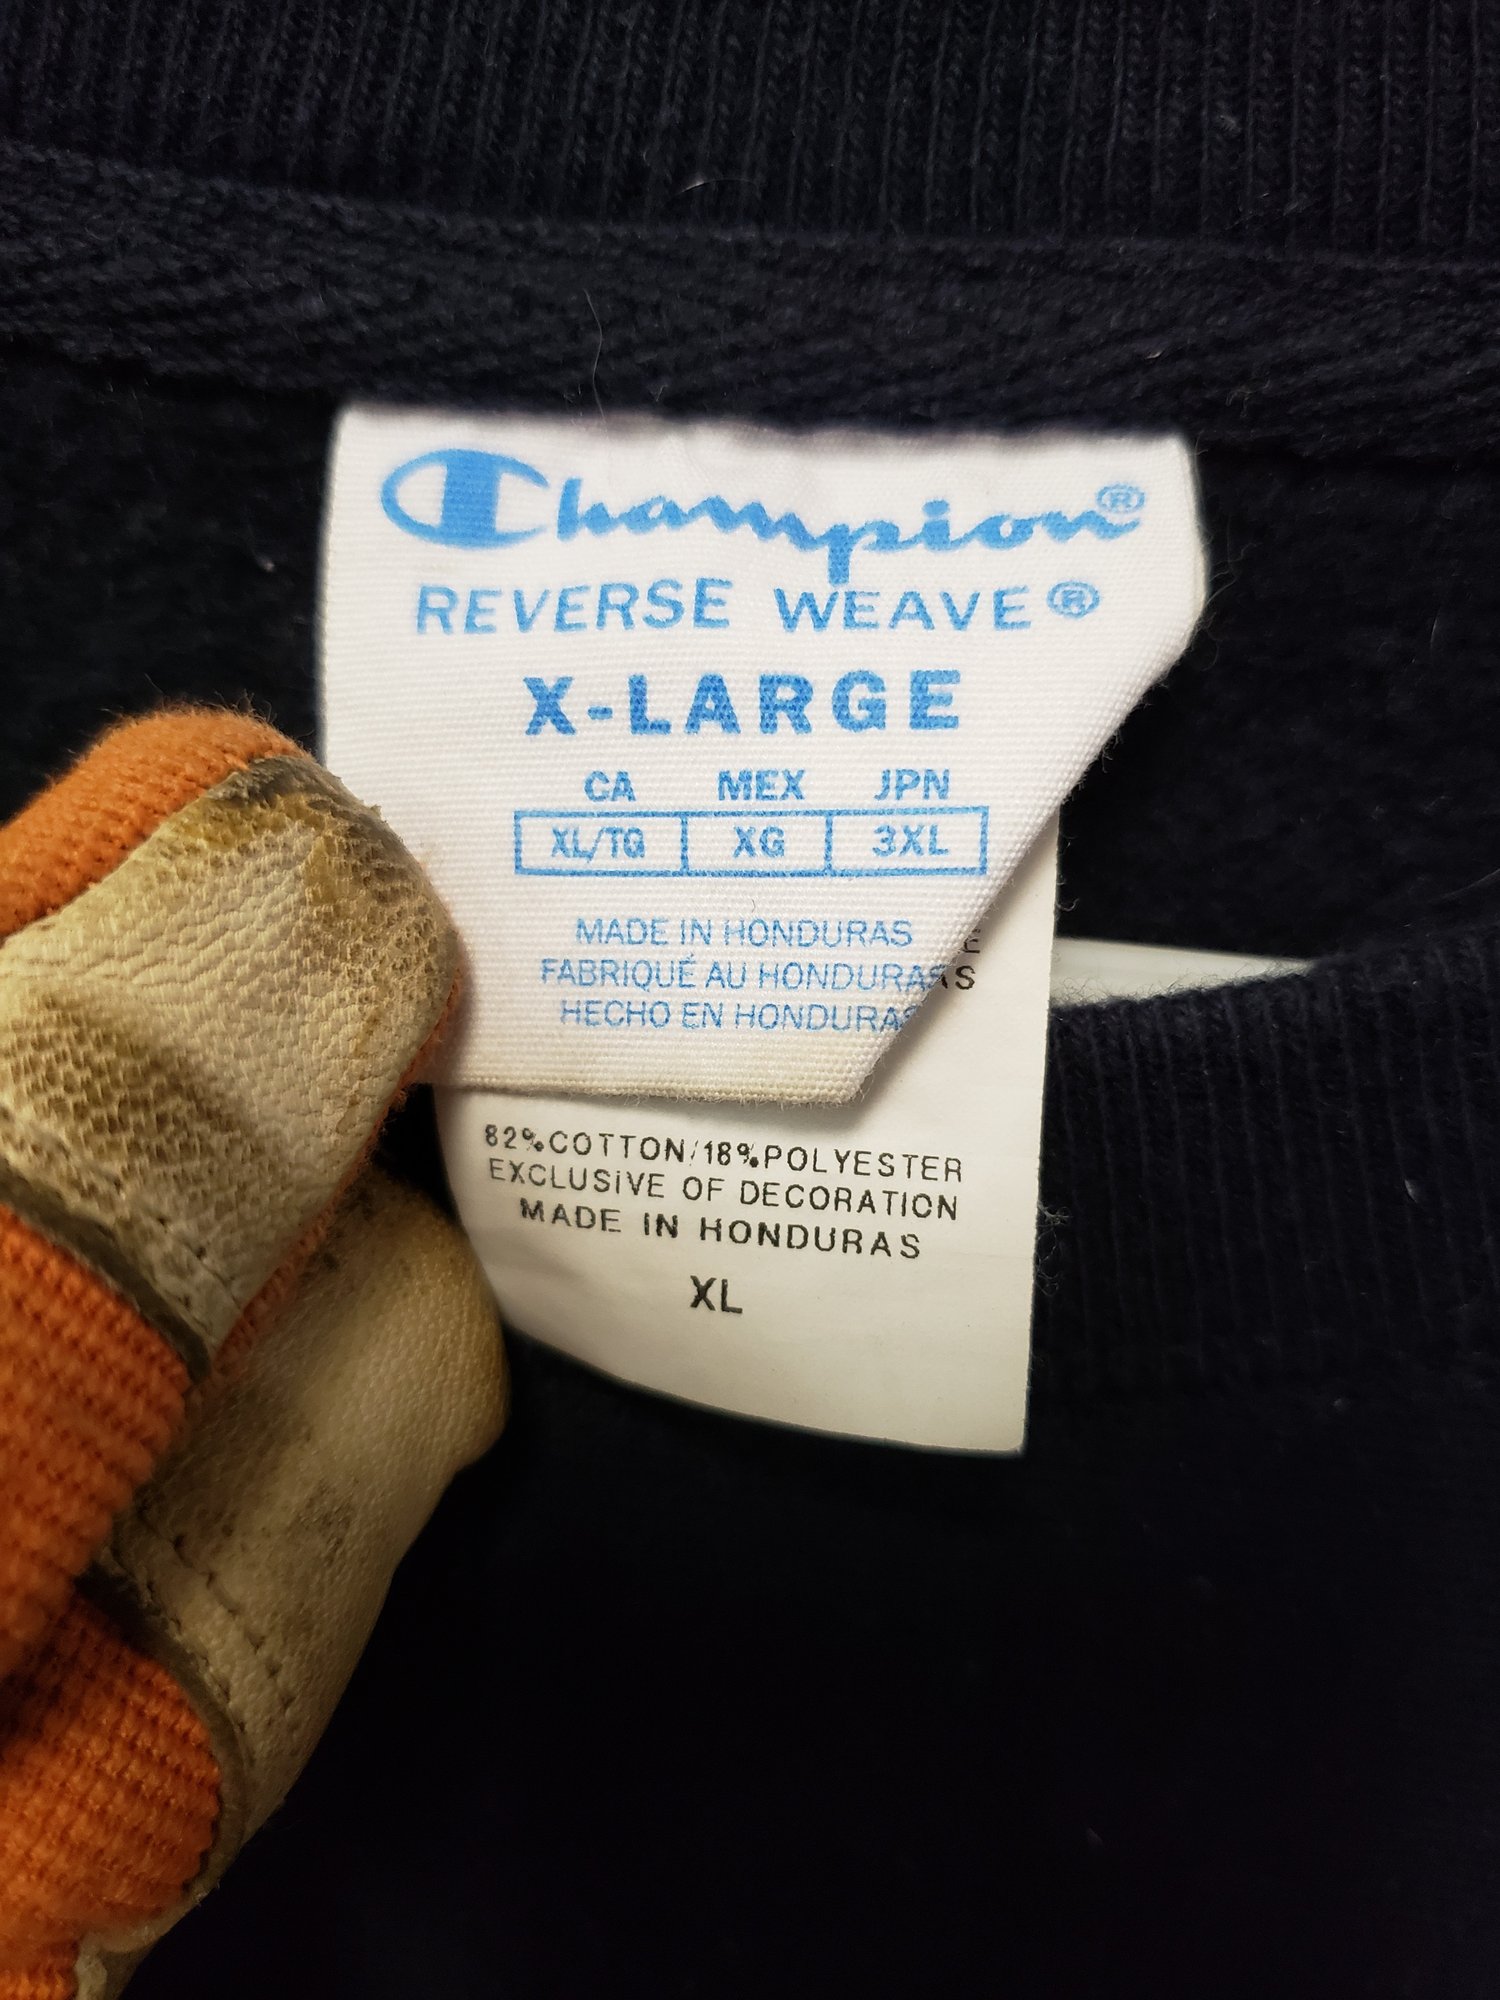 Champion®
REVERSE WEAVE®
X-LARGE
CA MEX JPN
XL/TG XG 3XL
MADE IN HONDURAS
FABRIQUÉ AU HONDURAS
HECHO EN HONDURAS
82%COTTON/18%POLYESTER
EXCLUSIVE OF DECORATION
MADE IN HONDURAS
XL